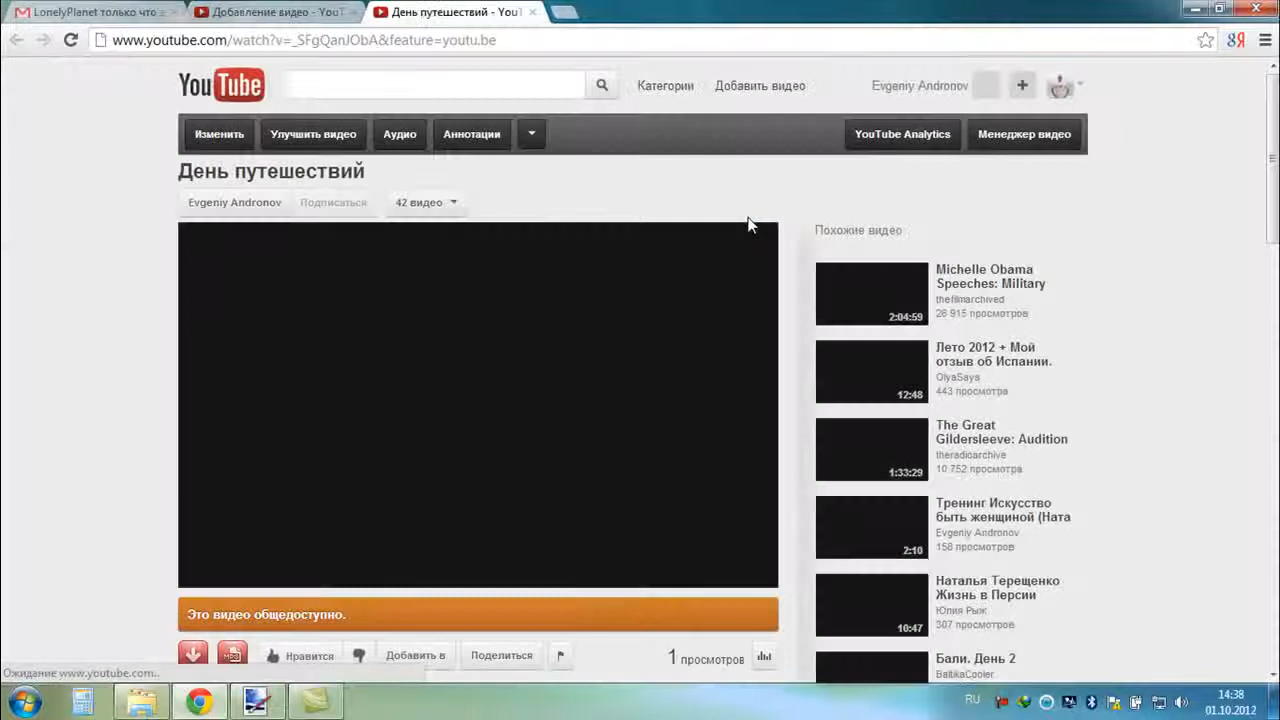 LonelyPlanet только что
Добавление видео - YouT
День путешествий - YouT
www.youtube.com/watch?v=_SFgQanJObA&feature=youtu.be
YouTube
Категории
Добавить видео
Evgeniy Andronov
+
Изменить
Улучшить видео
Аудио
Аннотации
YouTube Analytics
Менеджер видео
День путешествий
Evgeniy Andronov
Подписаться
42 видео
Похожие видео
2:04:59
Michelle Obama
Speeches: Military
thefilmarchived
26 915 просмотров
12:48
Лето 2012 + Мой
отзыв об Испании.
OlyaSaya
443 просмотра
1:33:29
The Great
Gildersleeve: Audition
theradioarchive
10 752 просмотра
2:10
Тренинг Искусство
быть женщиной (Ната
Evgeniy Andronov
158 просмотров
10:47
Наталья Терещенко
Жизнь в Персии
Юлия Рыж
307 просмотров
Бали. День 2
BaltikaCooler
Это видео общедоступно.
Нравится
Добавить в
Поделиться
1 просмотров
Ожидание www.youtube.com...
RU
14:38
01.10.2012